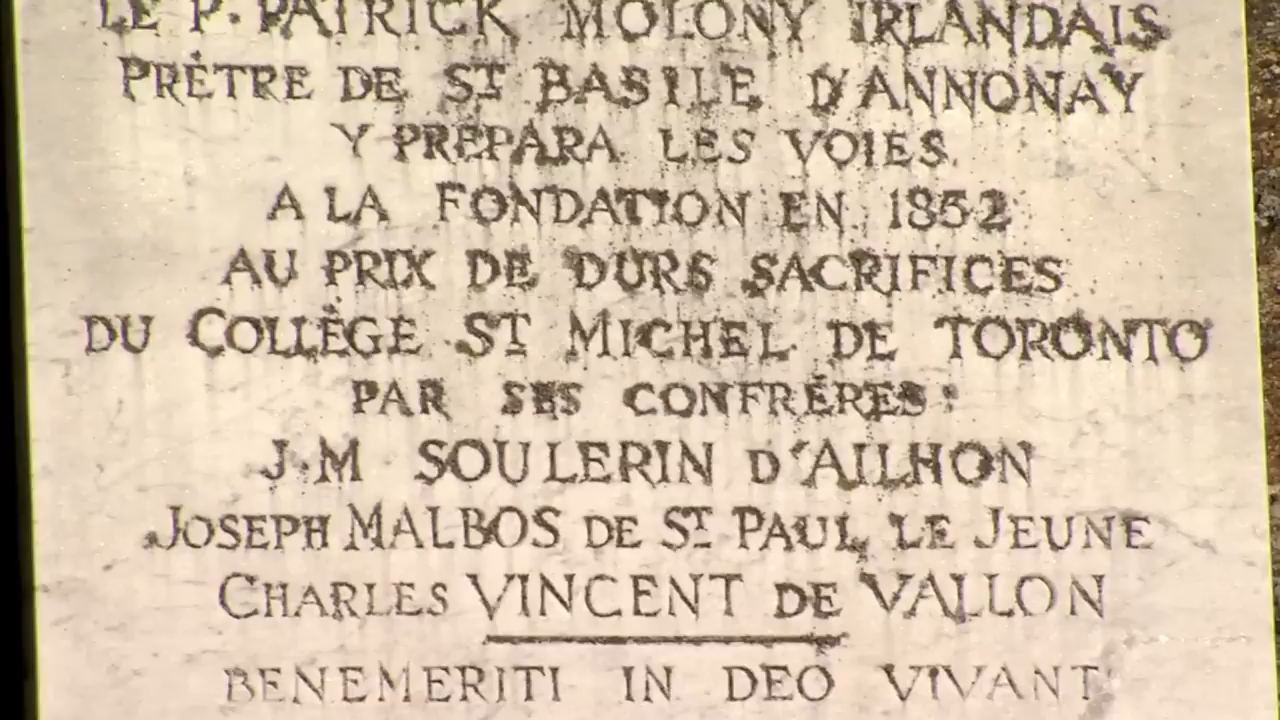 LE P. PATRICK MOLONY IRLANDAIS
PRÊTRE DE ST BASILE D'ANNONAY
Y PRÉPARA LES VOIES
A LA FONDATION EN 1852
AU PRIX DE DURS SACRIFICES
DU COLLÈGE ST MICHEL DE TORONTO
PAR SES CONFRÈRES:
J.M SOULERIN D'AILHON
JOSEPH MALBOS DE ST PAUL LE JEUNE
CHARLES VINCENT DE VALLON
BENEMERITI IN DEO VIVANT